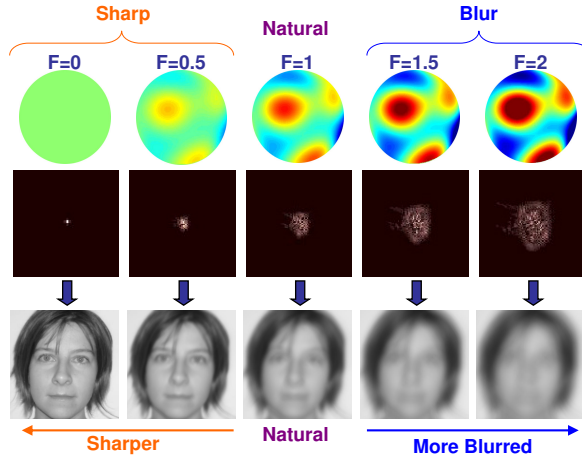 Sharp
Natural
Blur
F=0
F=0.5
F=1
F=1.5
F=2
Sharper
Natural
More Blurred